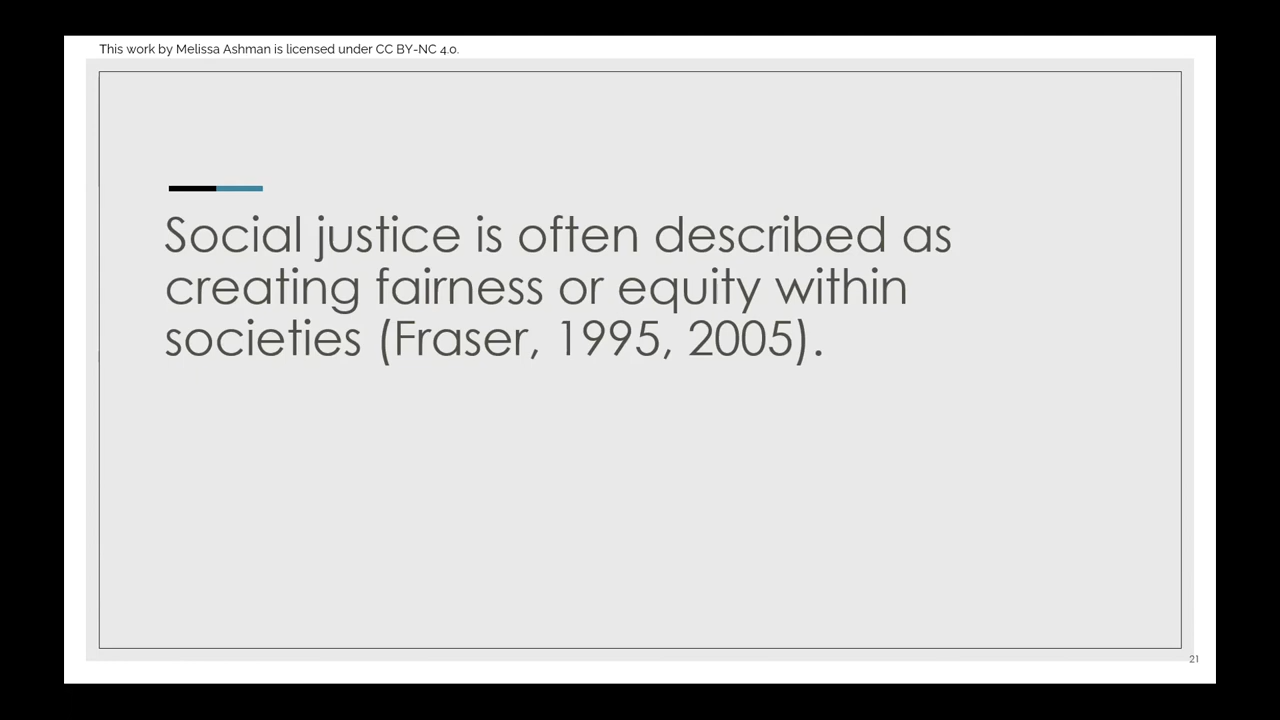 This work by Melissa Ashman is licensed under CC BY-NC 4.0.
Social justice is often described as
creating fairness or equity within
societies (Fraser, 1995, 2005).
21